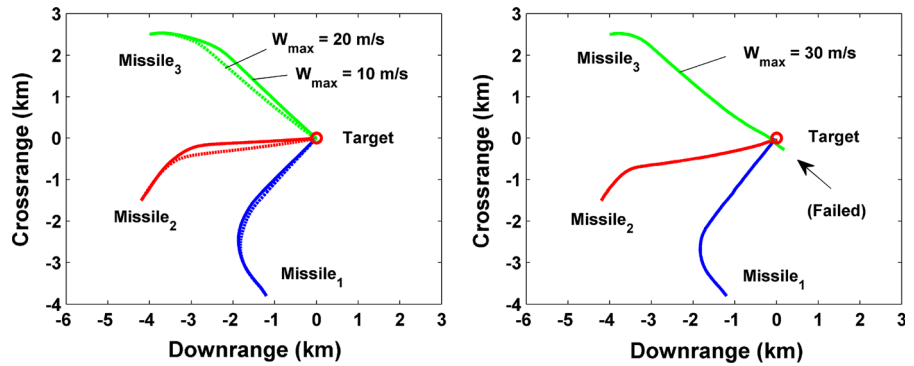 3
2
1
0
-1
-2
-3
-4
Crossrange (km)
-6 -5 -4 -3 -2 -1 0 1 2 3
Downrange (km)
Missile3
Wmax = 20 m/s
Wmax = 10 m/s
Target
Missile2
Missile1
3
2
1
0
-1
-2
-3
-4
Crossrange (km)
-6 -5 -4 -3 -2 -1 0 1 2 3
Downrange (km)
Missile3
Wmax = 30 m/s
Target
Missile2
(Failed)
Missile1